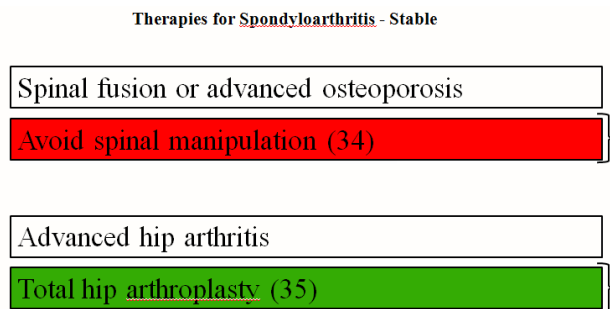 Therapies for Spondyloarthritis - Stable
Spinal fusion or advanced osteoporosis
Avoid spinal manipulation (34)
Advanced hip arthritis
Total hip arthroplasty (35)